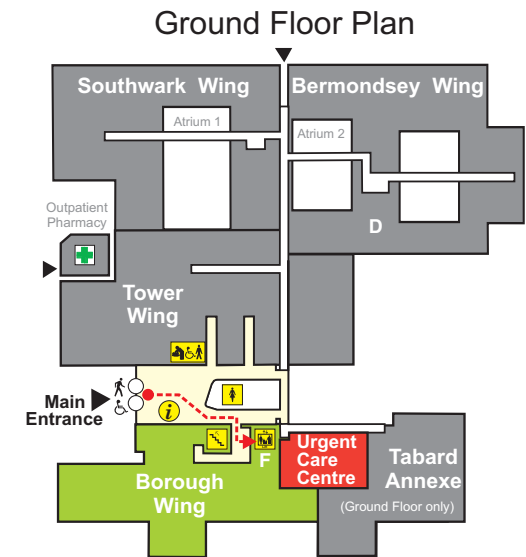 Ground Floor Plan
Southwark Wing
Bermondsey Wing
Atrium 1
Atrium 2
Outpatient
Pharmacy
D
Tower
Wing
Main
Entrance
i
F
Urgent
Care
Centre
Borough
Wing
Tabard
Annexe
(Ground Floor only)